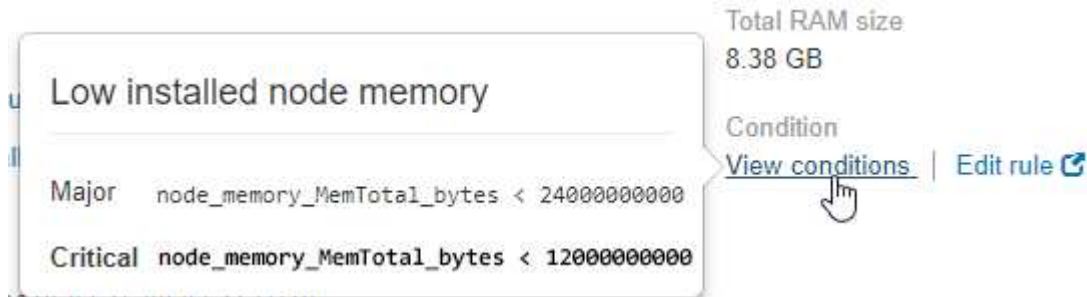 Total RAM size
8.38 GB
Low installed node memory
Condition
View conditions | Edit rule
Major node_memory_MemTotal_bytes < 24000000000
Critical node_memory_MemTotal_bytes < 12000000000